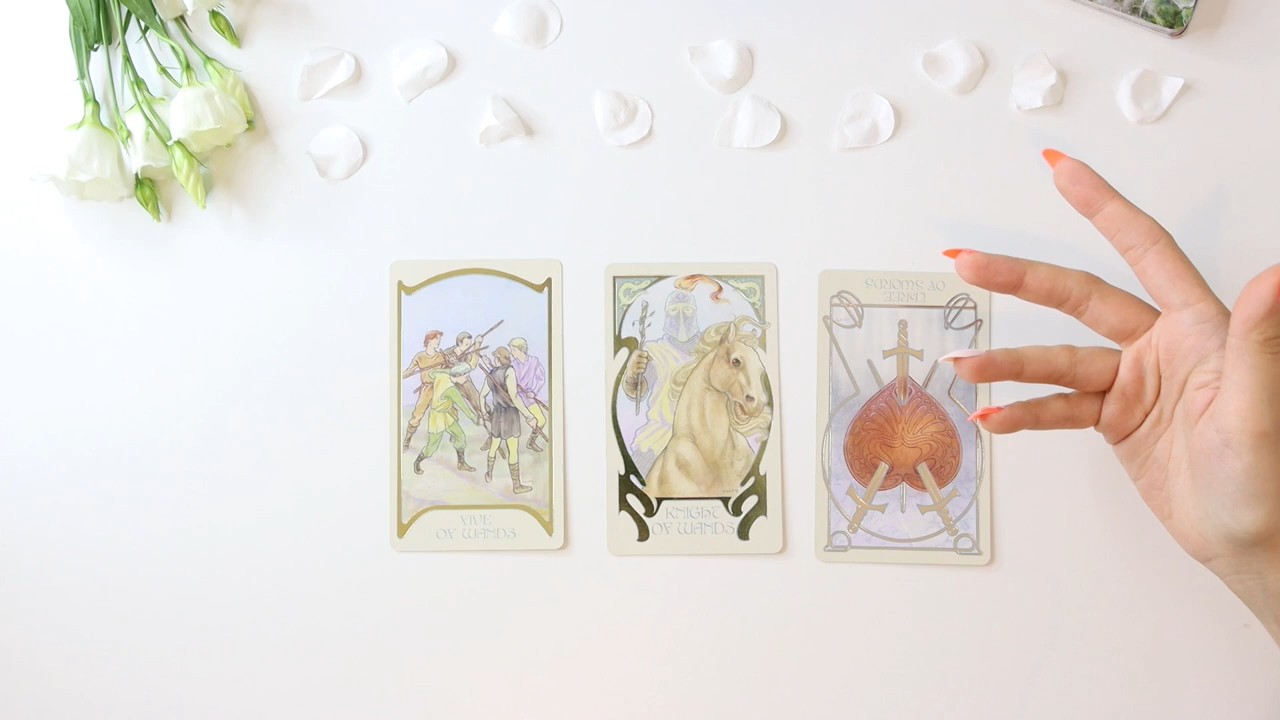 FIVE
OF WANDS
KNIGHT
OF WANDS
THREE
OF SWORDS